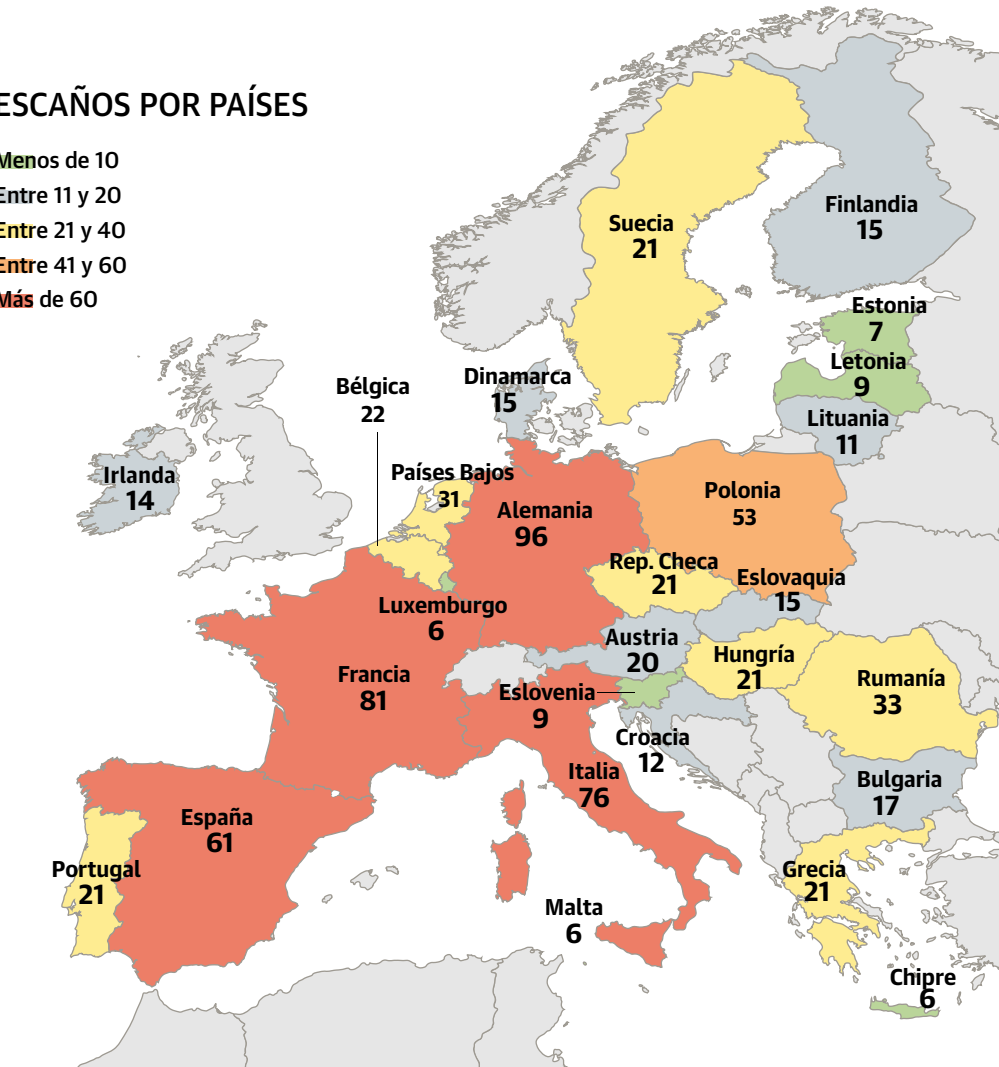 ESCAÑOS POR PAÍSES
Menos de 10
Entre 11 y 20
Entre 21 y 40
Entre 41 y 60
Más de 60
Suecia
21
Finlandia
15
Estonia
7
Letonia
9
Lituania
11
Dinamarca
15
Bélgica
22
Irlanda
14
Países Bajos
31
Alemania
96
Polonia
53
Rep. Checa
21
Eslovaquia
15
Luxemburgo
6
Austria
20
Hungría
21
Rumanía
33
Francia
81
Eslovenia
9
Croacia
12
Italia
76
Bulgaria
17
España
61
Portugal
21
Grecia
21
Malta
6
Chipre
6